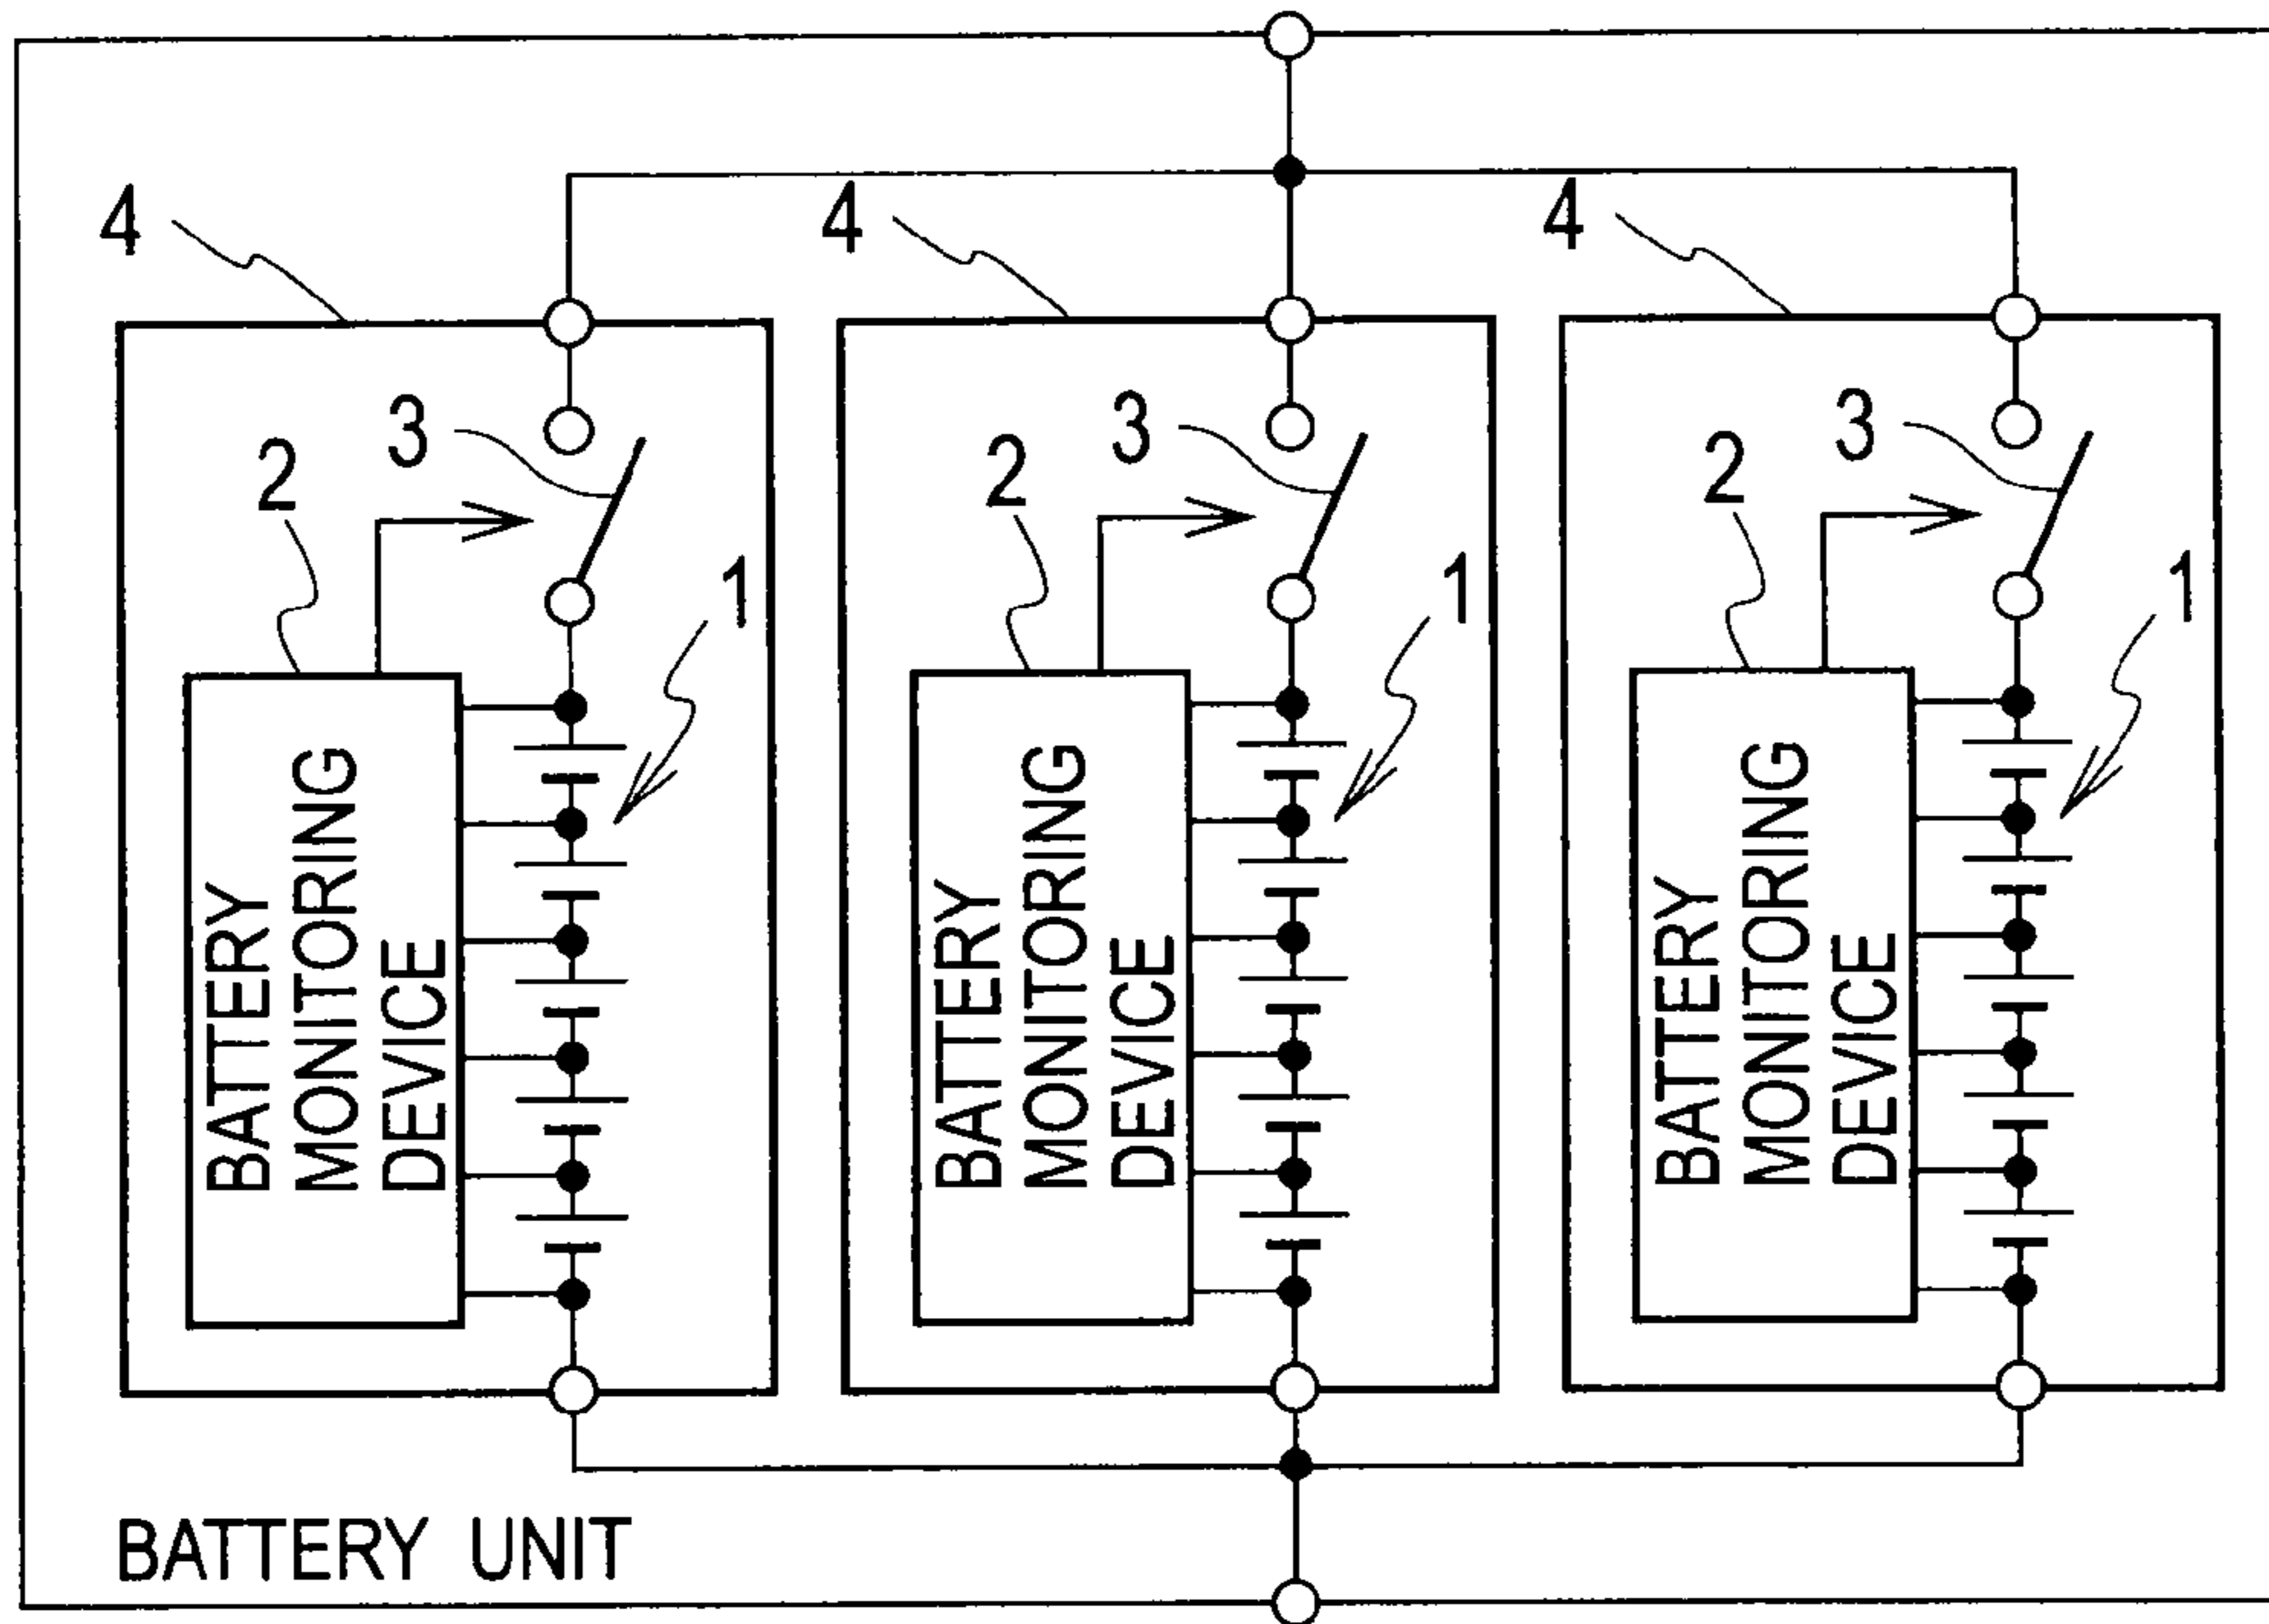 4
4
4
3
3
3
2
2
2
1
1
1
BATTERY
MONITORING
DEVICE
BATTERY
MONITORING
DEVICE
BATTERY
MONITORING
DEVICE
BATTERY UNIT